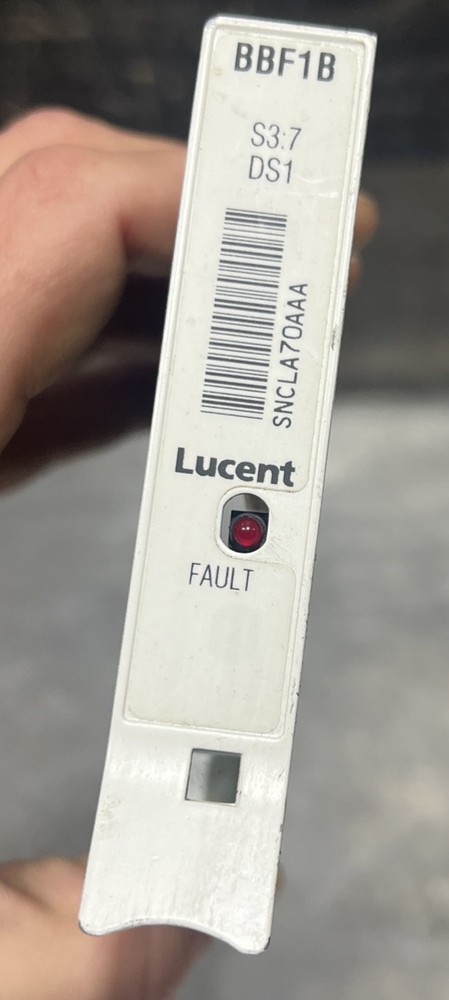 BBF1B
S3:7
DS1
SNCLA70AAA
Lucent
FAULT